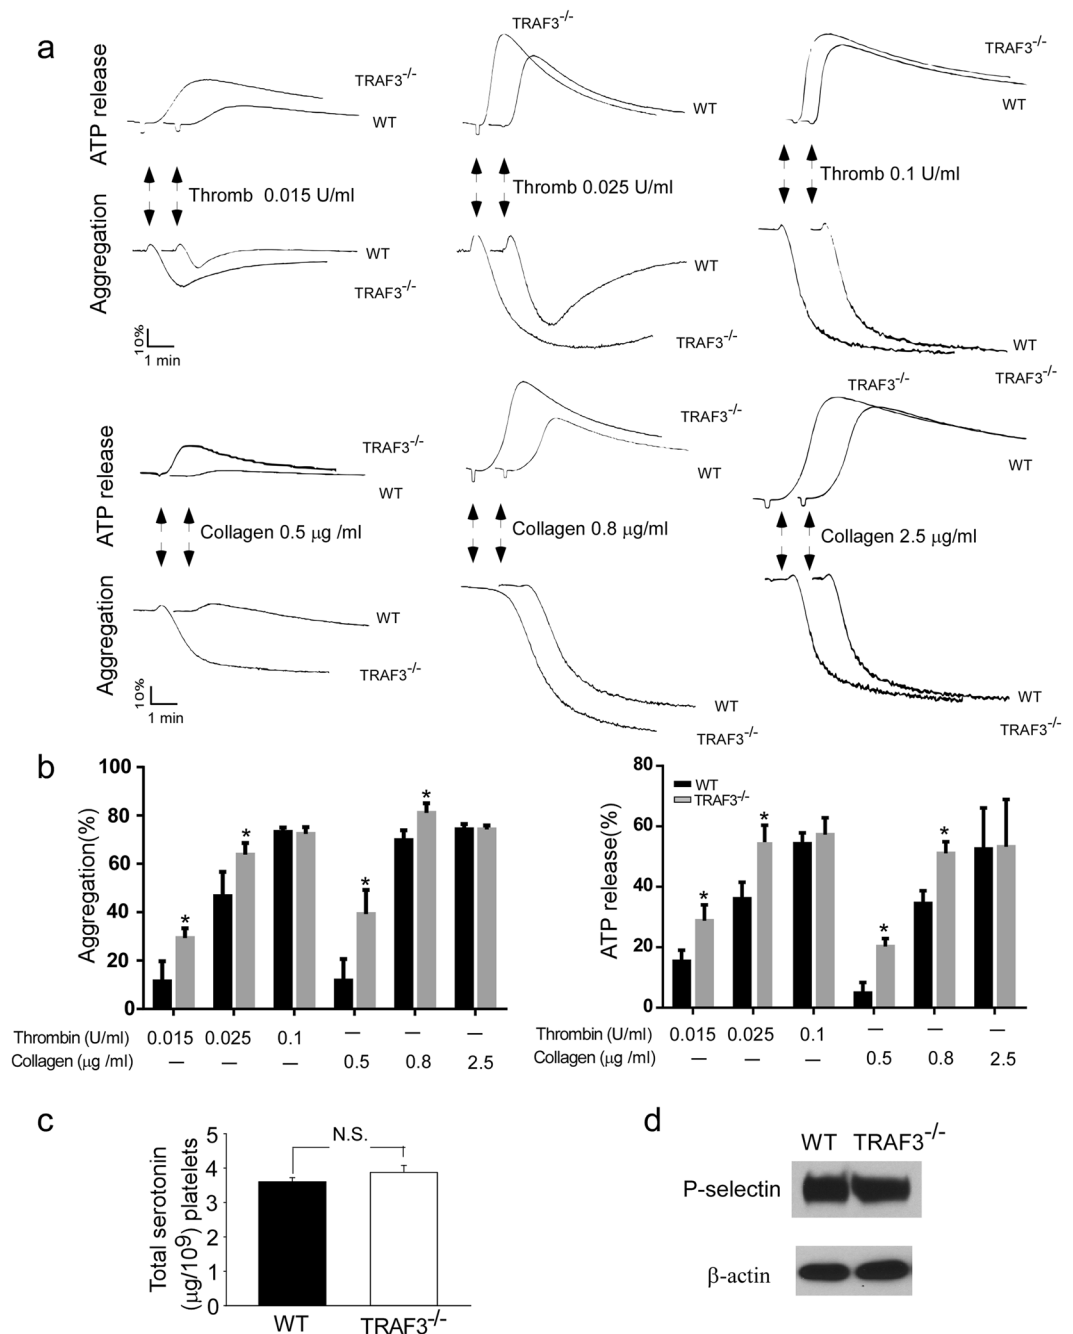 a
ATP release
TRAF3-/-
WT
TRAF3-/-
WT
TRAF3-/-
WT
Thromb 0.015 U/ml
Thromb 0.025 U/ml
Thromb 0.1 U/ml
Aggregation
WT
TRAF3-/-
WT
TRAF3-/-
WT
TRAF3-/-
10%
1 min
ATP release
TRAF3-/-
WT
TRAF3-/-
WT
TRAF3-/-
WT
Collagen 0.5 μg /ml
Collagen 0.8 μg/ml
Collagen 2.5 μg/ml
Aggregation
WT
TRAF3-/-
WT
TRAF3-/-
WT
TRAF3-/-
10%
1 min
b
Aggregation(%)
100
80
60
40
20
0
* * * *
Thrombin (U/ml) 0.015 0.025 0.1 — — —
Collagen (μg /ml) — — — 0.5 0.8 2.5
ATP release(%)
80
60
40
20
0
WT
TRAF3-/-
* * * *
Thrombin (U/ml) 0.015 0.025 0.1 — — —
Collagen (μg /ml) — — — 0.5 0.8 2.5
c
Total serotonin
(μg/10⁹) platelets
5
4
3
2
1
0
N.S.
WT TRAF3-/-
d
WT TRAF3-/-
P-selectin
β-actin